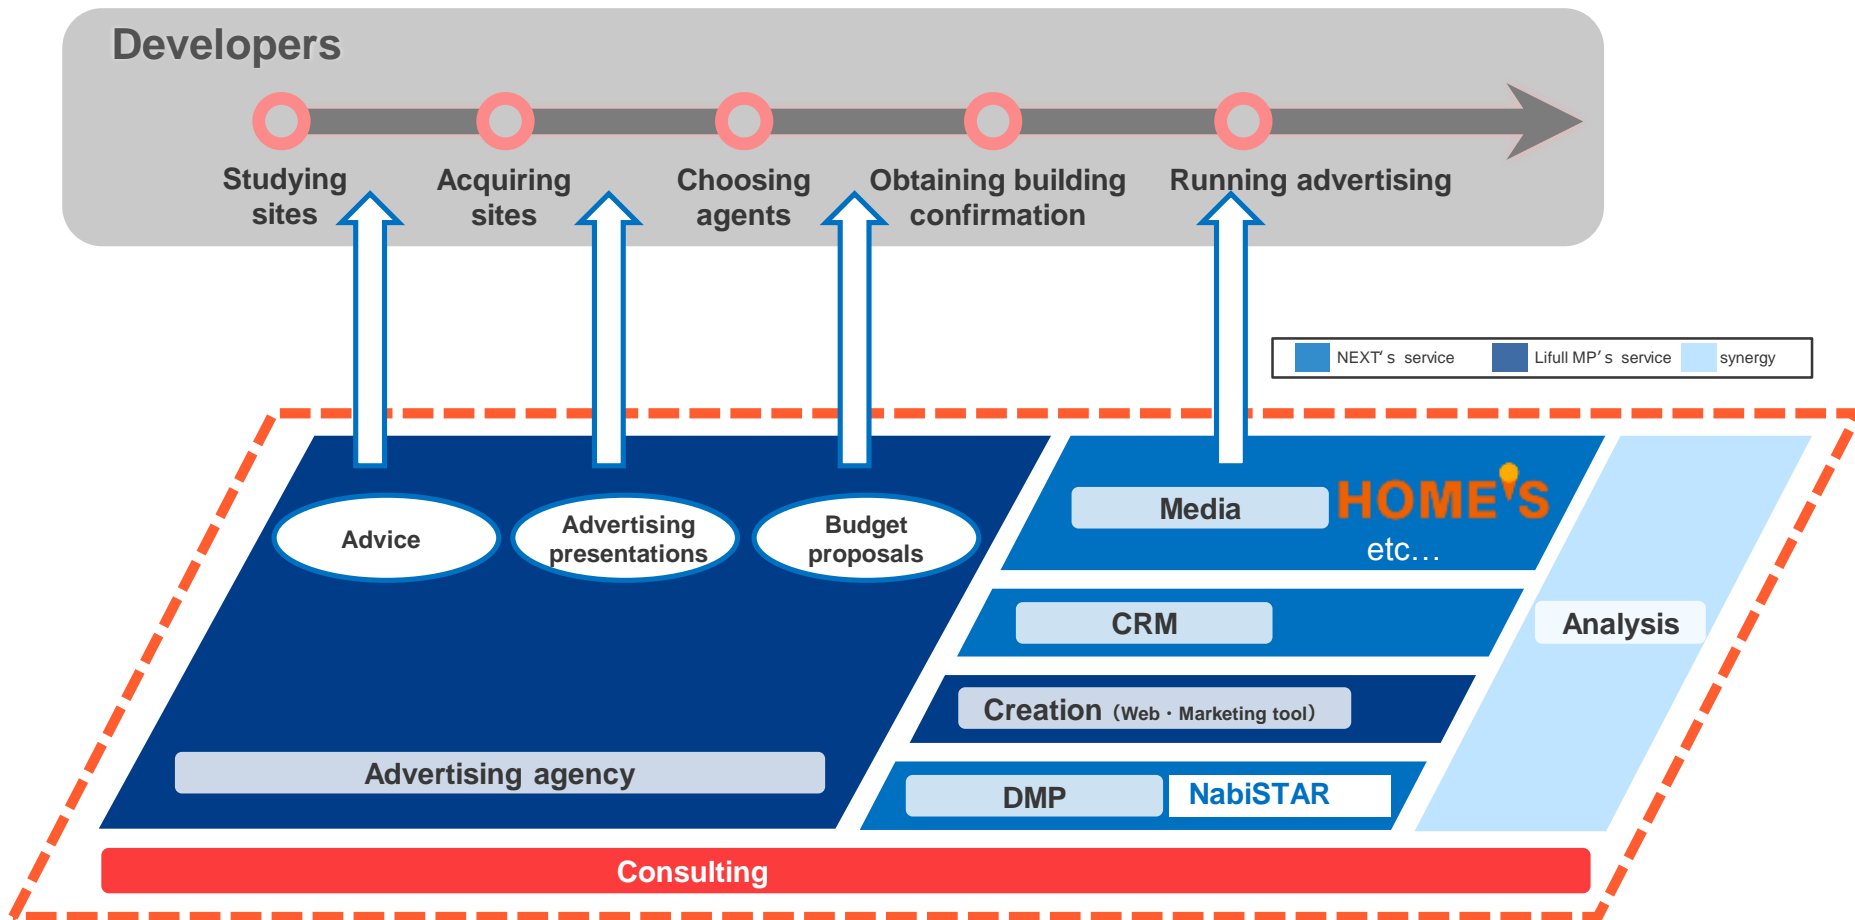 Developers
Studying
sites
Acquiring
sites
Choosing
agents
Obtaining building
confirmation
Running advertising
NEXT’s service
Lifull MP’s service
synergy
Advice
Advertising
presentations
Budget
proposals
Media
HOME'S
etc…
CRM
Analysis
Creation（Web・Marketing tool）
Advertising agency
DMP
NabiSTAR
Consulting